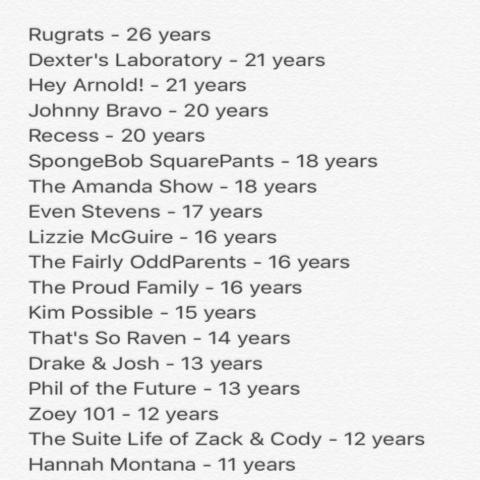 Rugrats - 26 years
Dexter's Laboratory - 21 years
Hey Arnold! - 21 years
Johnny Bravo - 20 years
Recess - 20 years
SpongeBob SquarePants - 18 years
The Amanda Show - 18 years
Even Stevens - 17 years
Lizzie McGuire - 16 years
The Fairly OddParents - 16 years
The Proud Family - 16 years
Kim Possible - 15 years
That's So Raven - 14 years
Drake & Josh - 13 years
Phil of the Future - 13 years
Zoey 101 - 12 years
The Suite Life of Zack & Cody - 12 years
Hannah Montana - 11 years